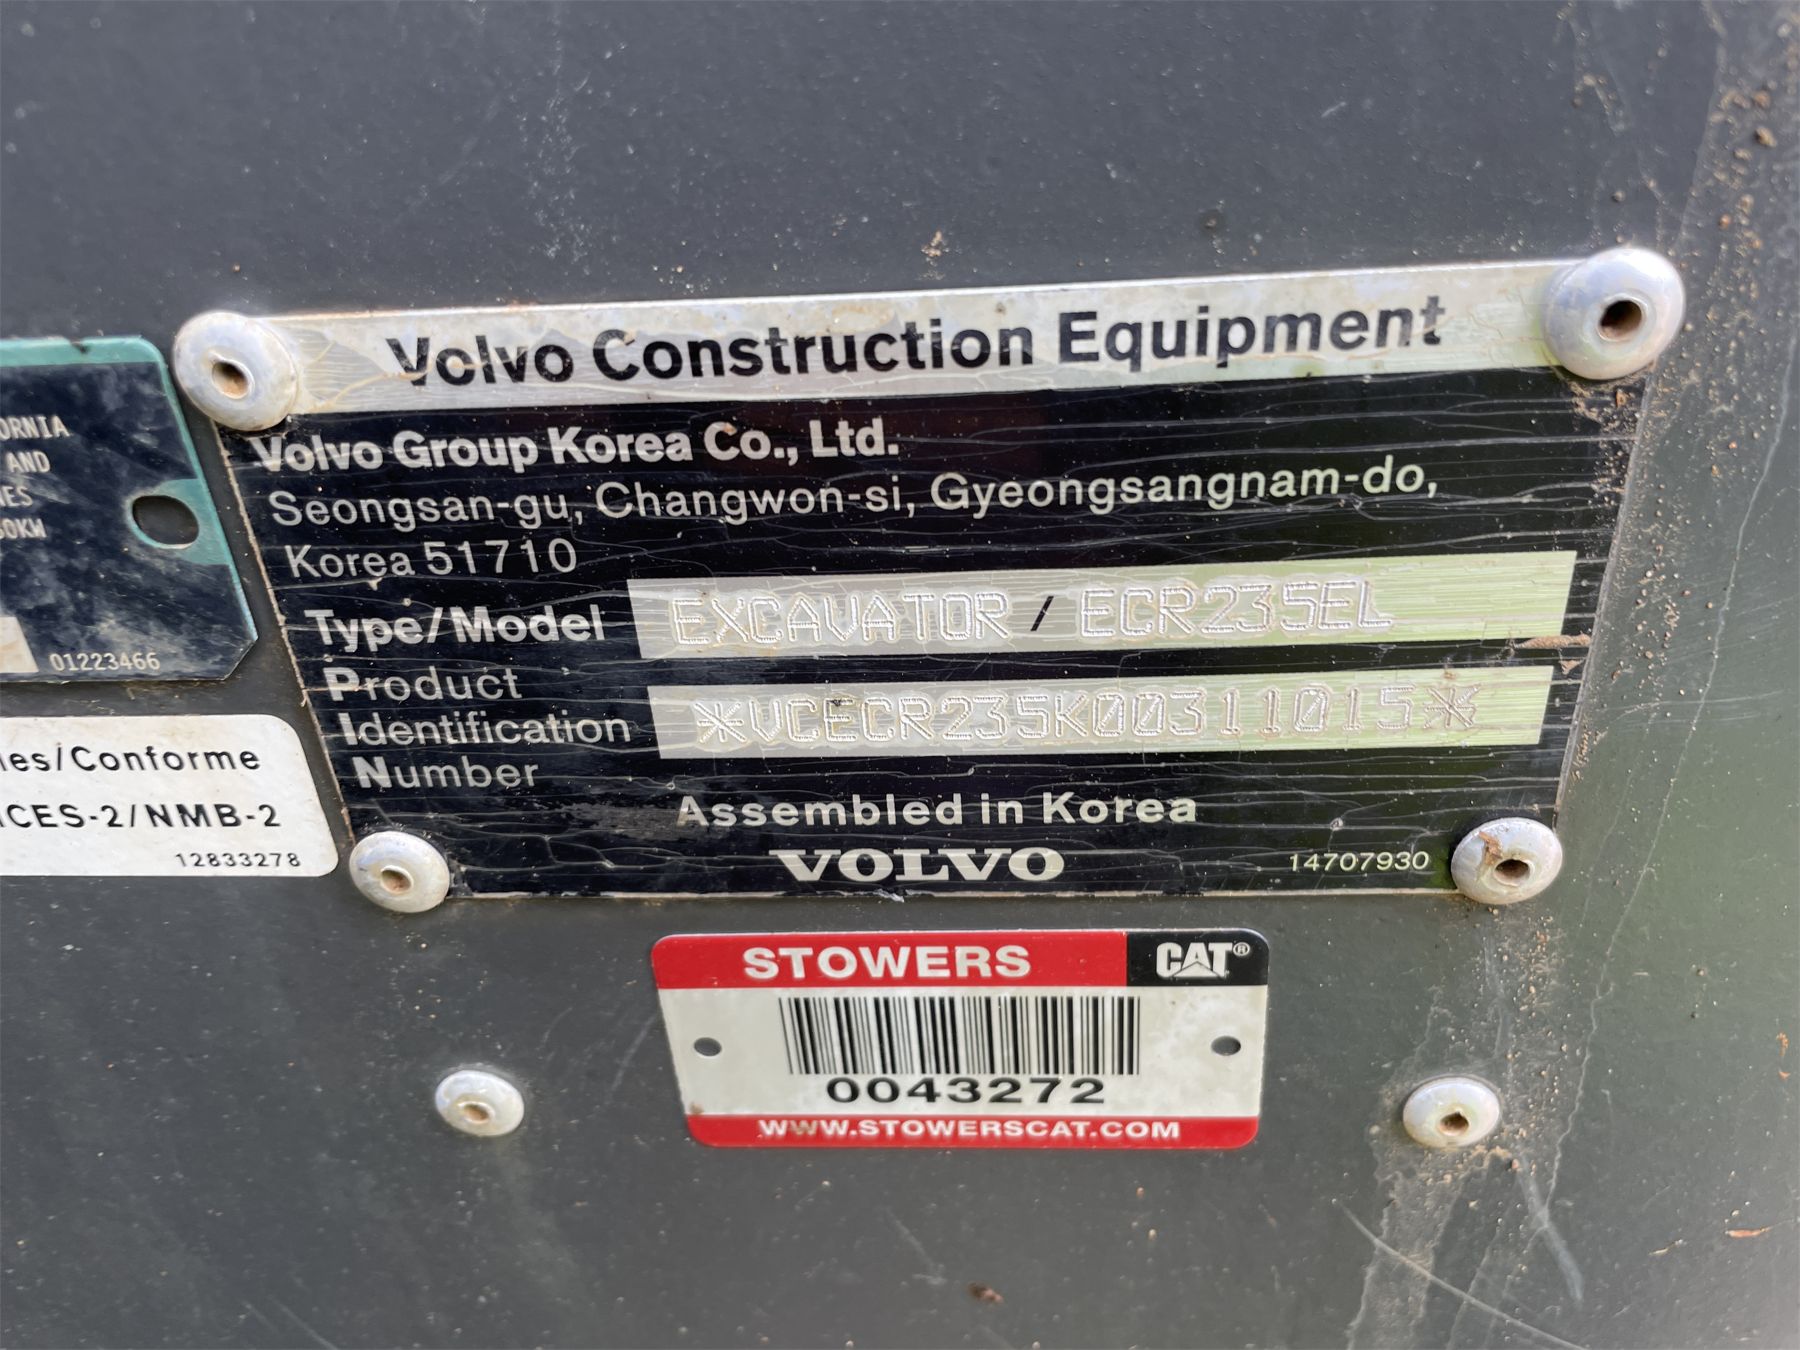 Volvo Construction Equipment
Volvo Group Korea Co., Ltd.
Seongsan-gu, Changwon-si, Gyeongsangnam-do,
Korea 51710
Type/Model EXCAVATOR / ECR235EL
Product
Identification
Number
*VCECR235K00311015*
Assembled in Korea
VOLVO
14707930
ORNIA
AND
01223466
les/Conforme
ICES-2/NMB-2
12833278
STOWERS CAT®
0043272
WWW.STOWERSCAT.COM